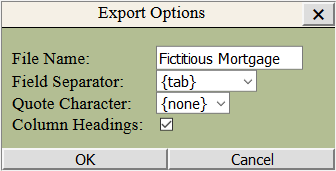 Export Options
File Name: Fictitious Mortgage
Field Separator: {tab}
Quote Character: {none}
Column Headings:
OK Cancel